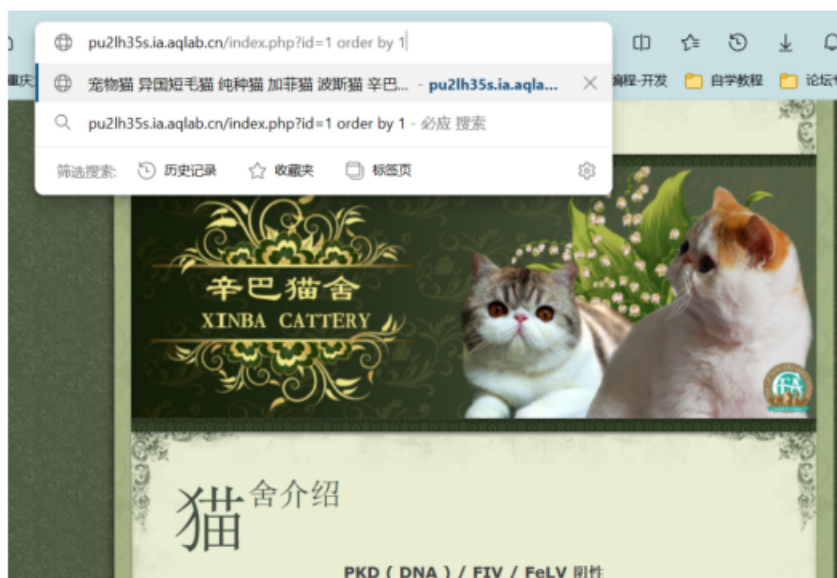 pu2lh35s.ia.aqlab.cn/index.php?id=1 order by 1
宠物猫 异国短毛猫 纯种猫 加菲猫 波斯猫 辛巴... - pu2lh35s.ia.aqla...
pu2lh35s.ia.aqlab.cn/index.php?id=1 order by 1 - 必应 搜索
重庆
编程-开发
自学教程
论坛
筛选搜索:
历史记录
收藏夹
标签页
辛巴猫舍
XINBA CATTERY
猫舍介绍
PKD ( DNA ) / FIV / FeLV 阴性